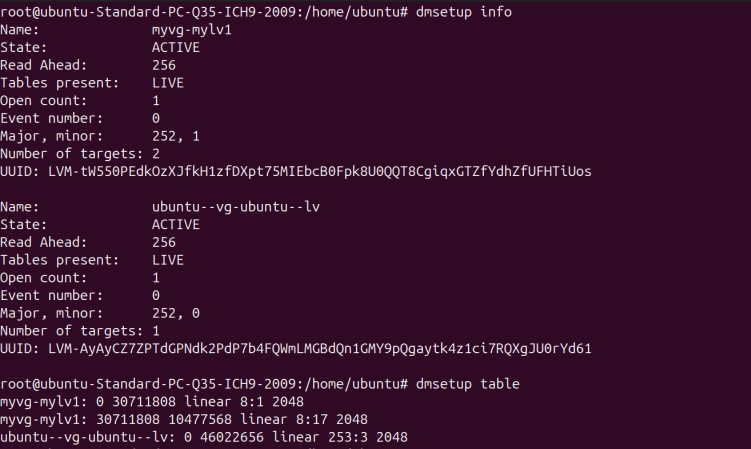 root@ubuntu-Standard-PC-Q35-ICH9-2009:/home/ubuntu# dmsetup info
Name:              myvg-mylv1
State:             ACTIVE
Read Ahead:        256
Tables present:    LIVE
Open count:        1
Event number:      0
Major, minor:      252, 1
Number of targets: 2
UUID: LVM-tW550PEdkOzXJfkH1zfDXpt75MIEbcB0Fpk8U0QQT8CgiqxGTZfYdhZfUFHTiUos
Name:              ubuntu--vg-ubuntu--lv
State:             ACTIVE
Read Ahead:        256
Tables present:    LIVE
Open count:        1
Event number:      0
Major, minor:      252, 0
Number of targets: 1
UUID: LVM-AyAyCZ7ZPTdGPNdk2PdP7b4FQWmLMGBdQn1GMY9pQgaytk4z1ci7RQXgJU0rYd61
root@ubuntu-Standard-PC-Q35-ICH9-2009:/home/ubuntu# dmsetup table
myvg-mylv1: 0 30711808 linear 8:1 2048
myvg-mylv1: 30711808 10477568 linear 8:17 2048
ubuntu--vg-ubuntu--lv: 0 46022656 linear 253:3 2048